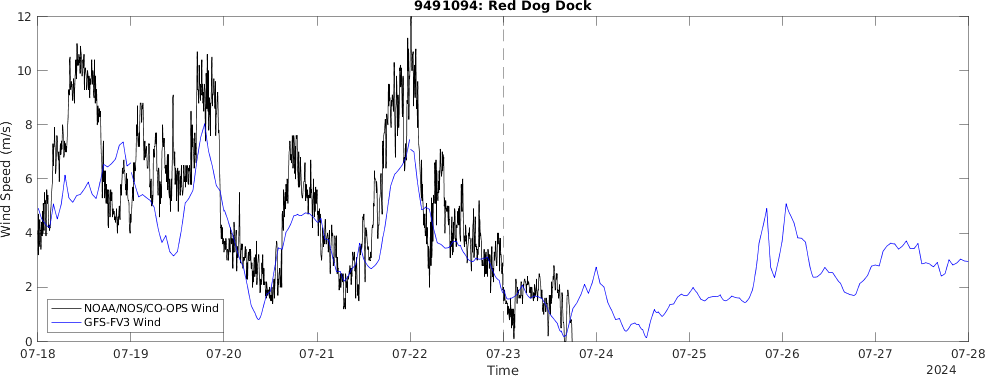 9491094: Red Dog Dock
Wind Speed (m/s)
12
10
8
6
4
2
0
NOAA/NOS/CO-OPS Wind
GFS-FV3 Wind
07-18 07-19 07-20 07-21 07-22 07-23 07-24 07-25 07-26 07-27 07-28
Time
2024